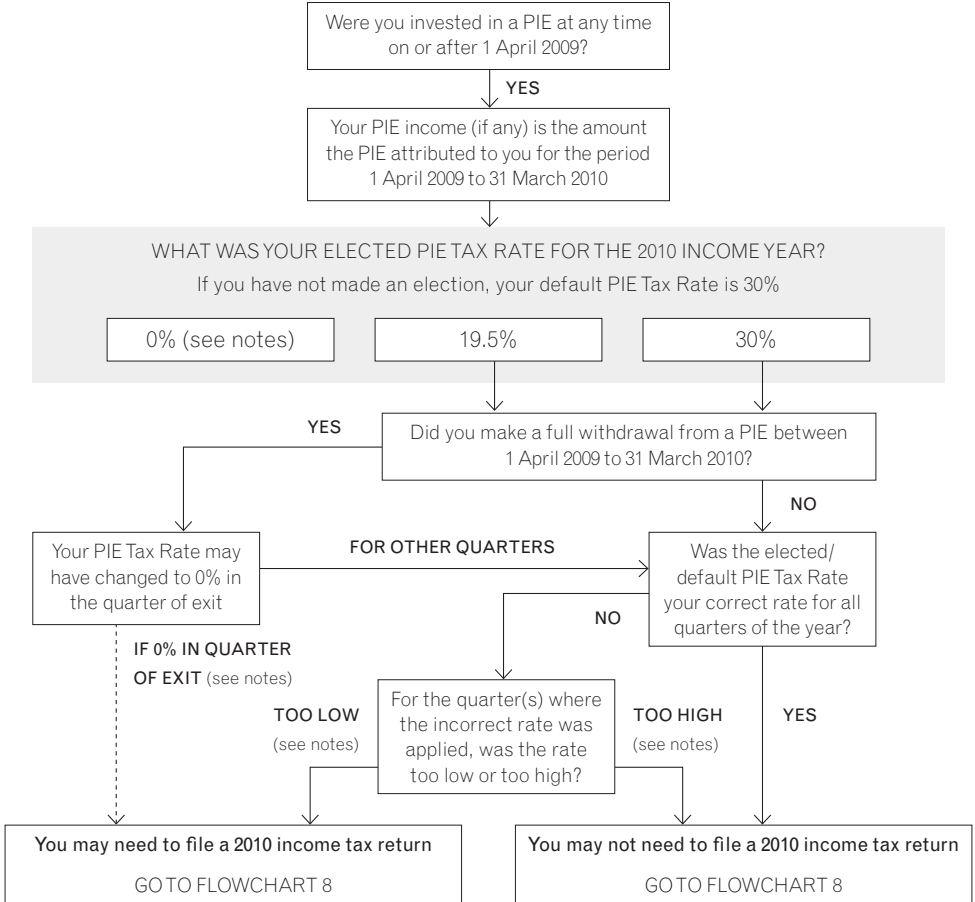 Were you invested in a PIE at any time
on or after 1 April 2009?
YES
Your PIE income (if any) is the amount
the PIE attributed to you for the period
1 April 2009 to 31 March 2010
WHAT WAS YOUR ELECTED PIE TAX RATE FOR THE 2010 INCOME YEAR?
If you have not made an election, your default PIE Tax Rate is 30%
0% (see notes)
19.5%
30%
Did you make a full withdrawal from a PIE between
1 April 2009 to 31 March 2010?
YES
NO
Your PIE Tax Rate may
have changed to 0% in
the quarter of exit
FOR OTHER QUARTERS
Was the elected/
default PIE Tax Rate
your correct rate for all
quarters of the year?
NO
IF 0% IN QUARTER
OF EXIT (see notes)
For the quarter(s) where
the incorrect rate was
applied, was the rate
too low or too high?
TOO LOW
(see notes)
TOO HIGH
(see notes)
YES
You may need to file a 2010 income tax return
GO TO FLOWCHART 8
You may not need to file a 2010 income tax return
GO TO FLOWCHART 8